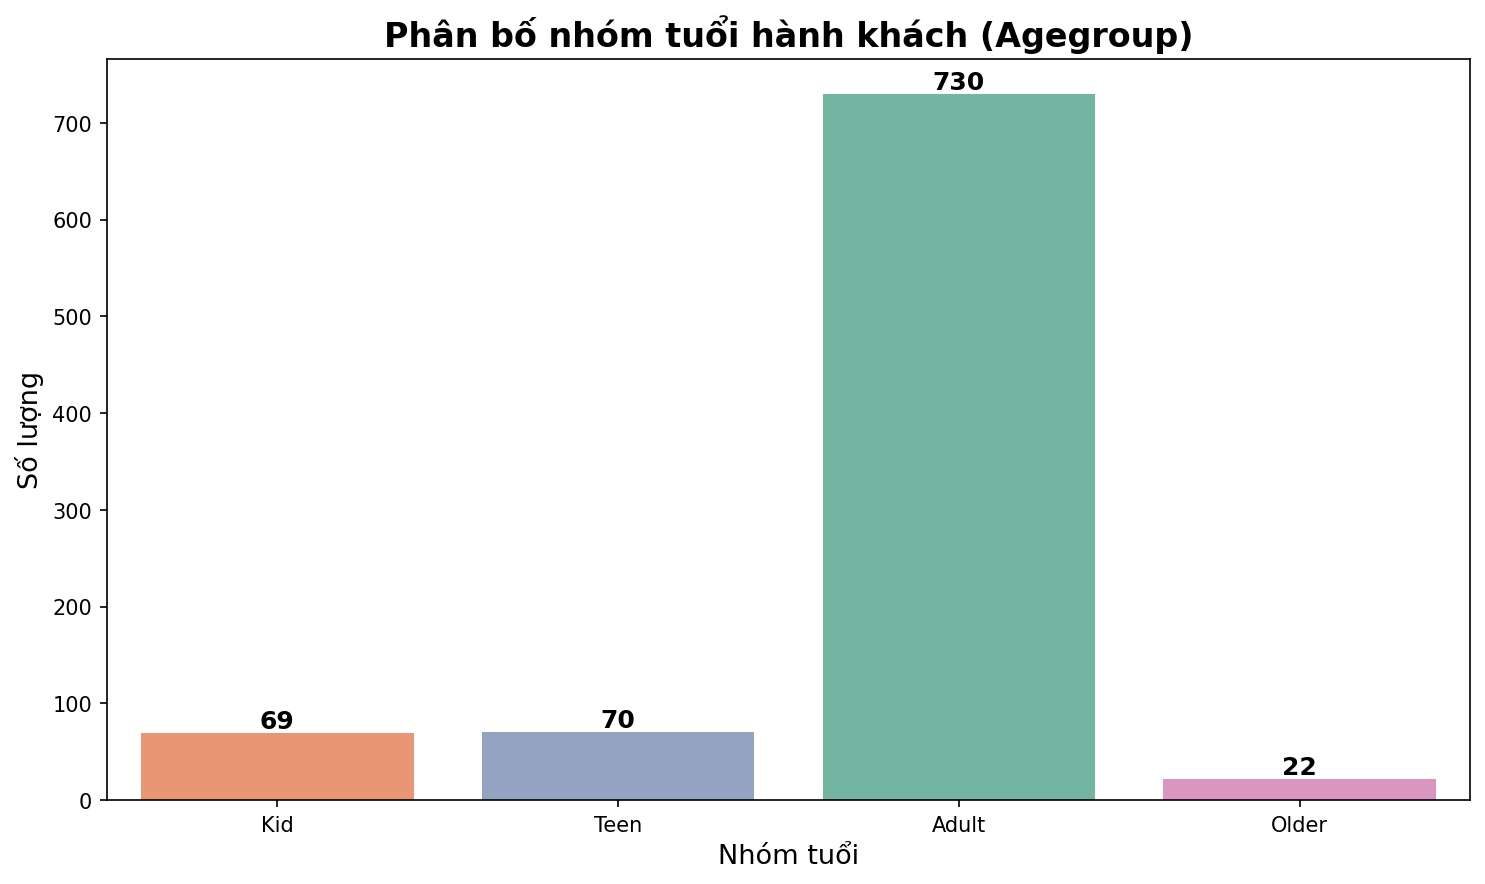 Phân bố nhóm tuổi hành khách (Agegroup)
Số lượng
700
600
500
400
300
200
100
0
69
70
730
22
Kid
Teen
Adult
Older
Nhóm tuổi